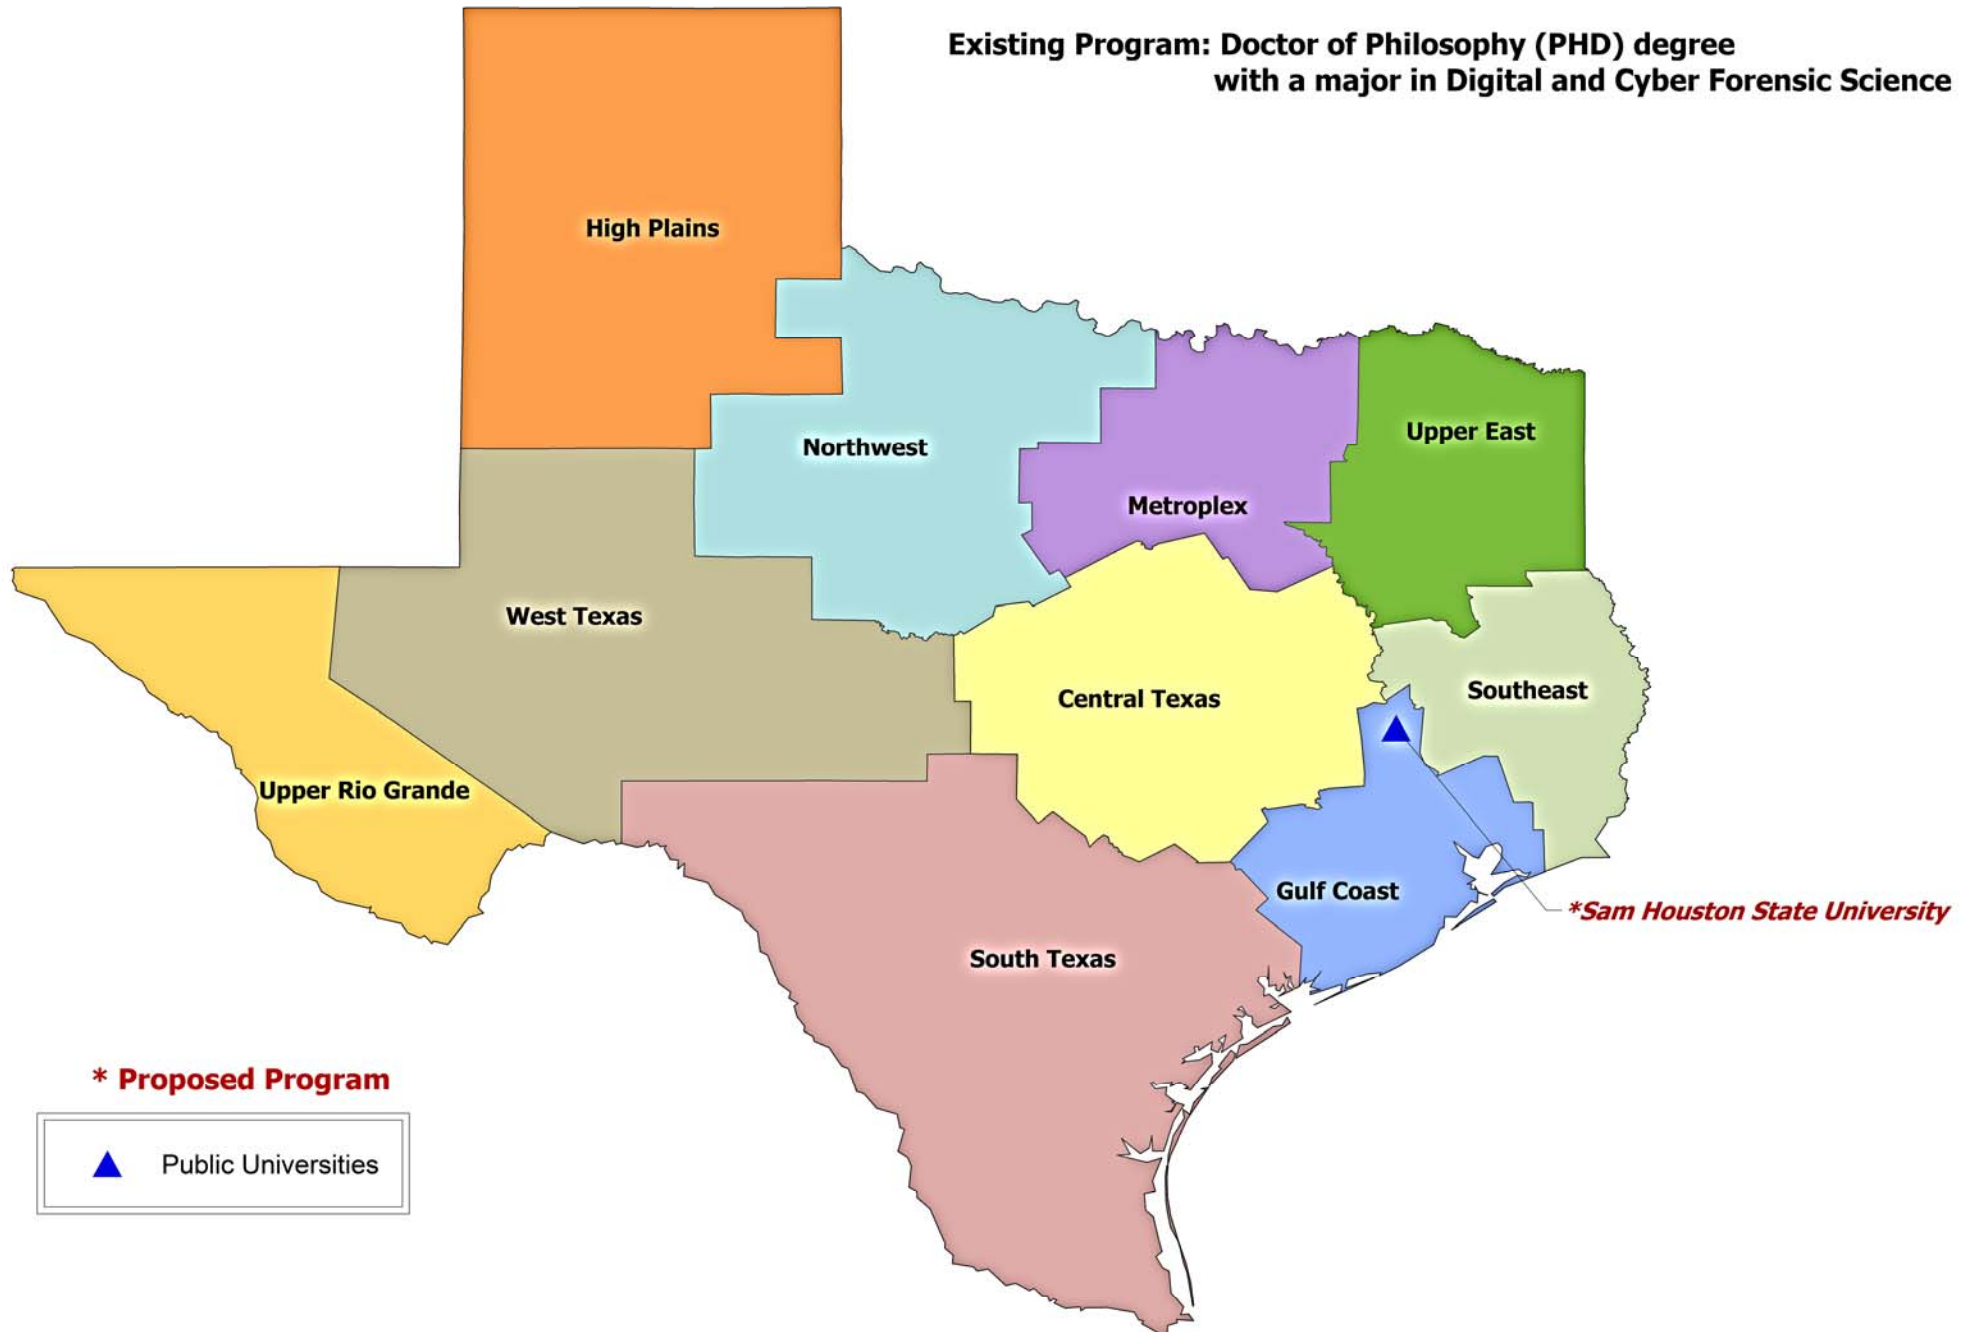 Existing Program: Doctor of Philosophy (PHD) degree
with a major in Digital and Cyber Forensic Science
High Plains
Northwest
Upper East
Metroplex
West Texas
Southeast
Central Texas
Upper Rio Grande
Gulf Coast
*Sam Houston State University
South Texas
* Proposed Program
Public Universities